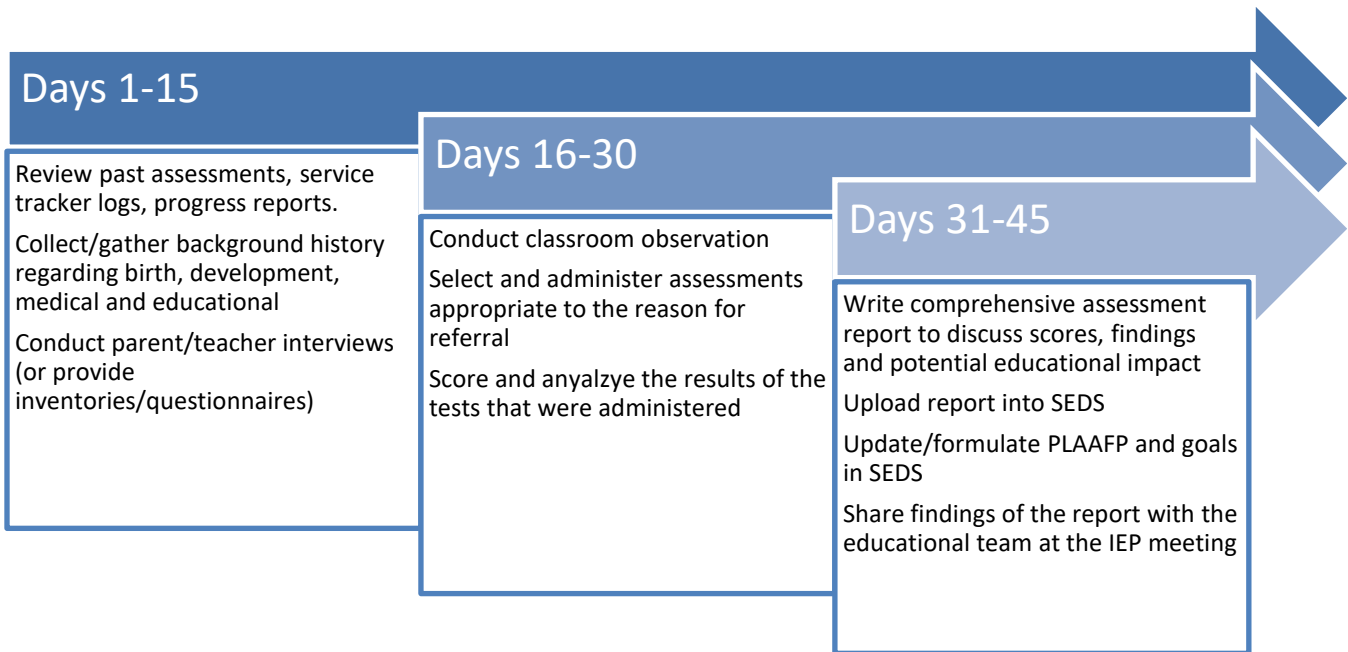 Days 1-15
Review past assessments, service
tracker logs, progress reports.
Collect/gather background history
regarding birth, development,
medical and educational
Conduct parent/teacher interviews
(or provide
inventories/questionnaires)
Days 16-30
Conduct classroom observation
Select and administer assessments
appropriate to the reason for
referral
Score and anyalzye the results of the
tests that were administered
Days 31-45
Write comprehensive assessment
report to discuss scores, findings
and potential educational impact
Upload report into SEDS
Update/formulate PLAAFP and goals
in SEDS
Share findings of the report with the
educational team at the IEP meeting